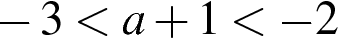 − 3 < a + 1 < −2